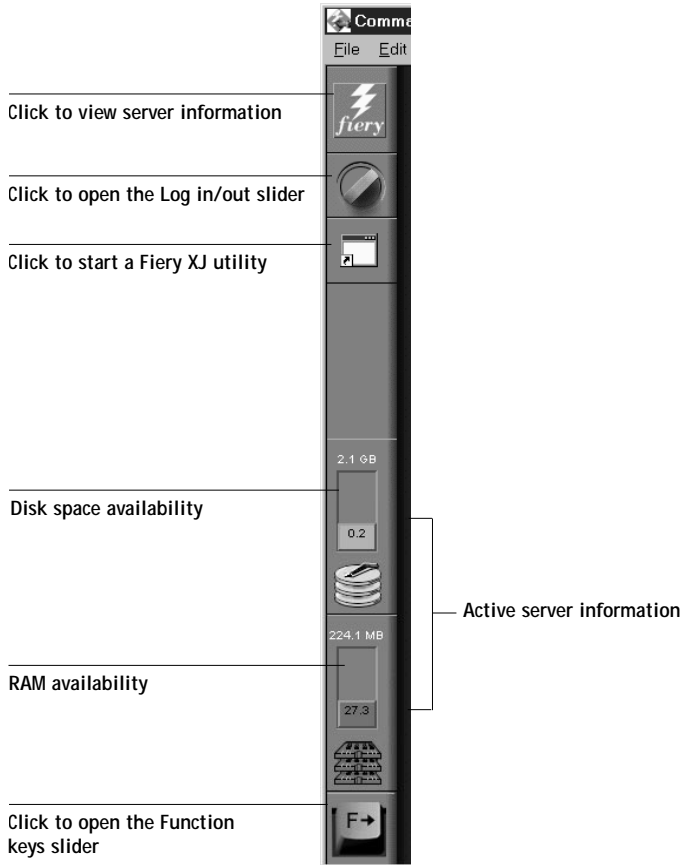 Comma
File Edit
fiery
Click to view server information
Click to open the Log in/out slider
Click to start a Fiery XJ utility
2.1 GB
Disk space availability
0.2
Active server information
224.1 MB
RAM availability
27.3
F→
Click to open the Function
keys slider